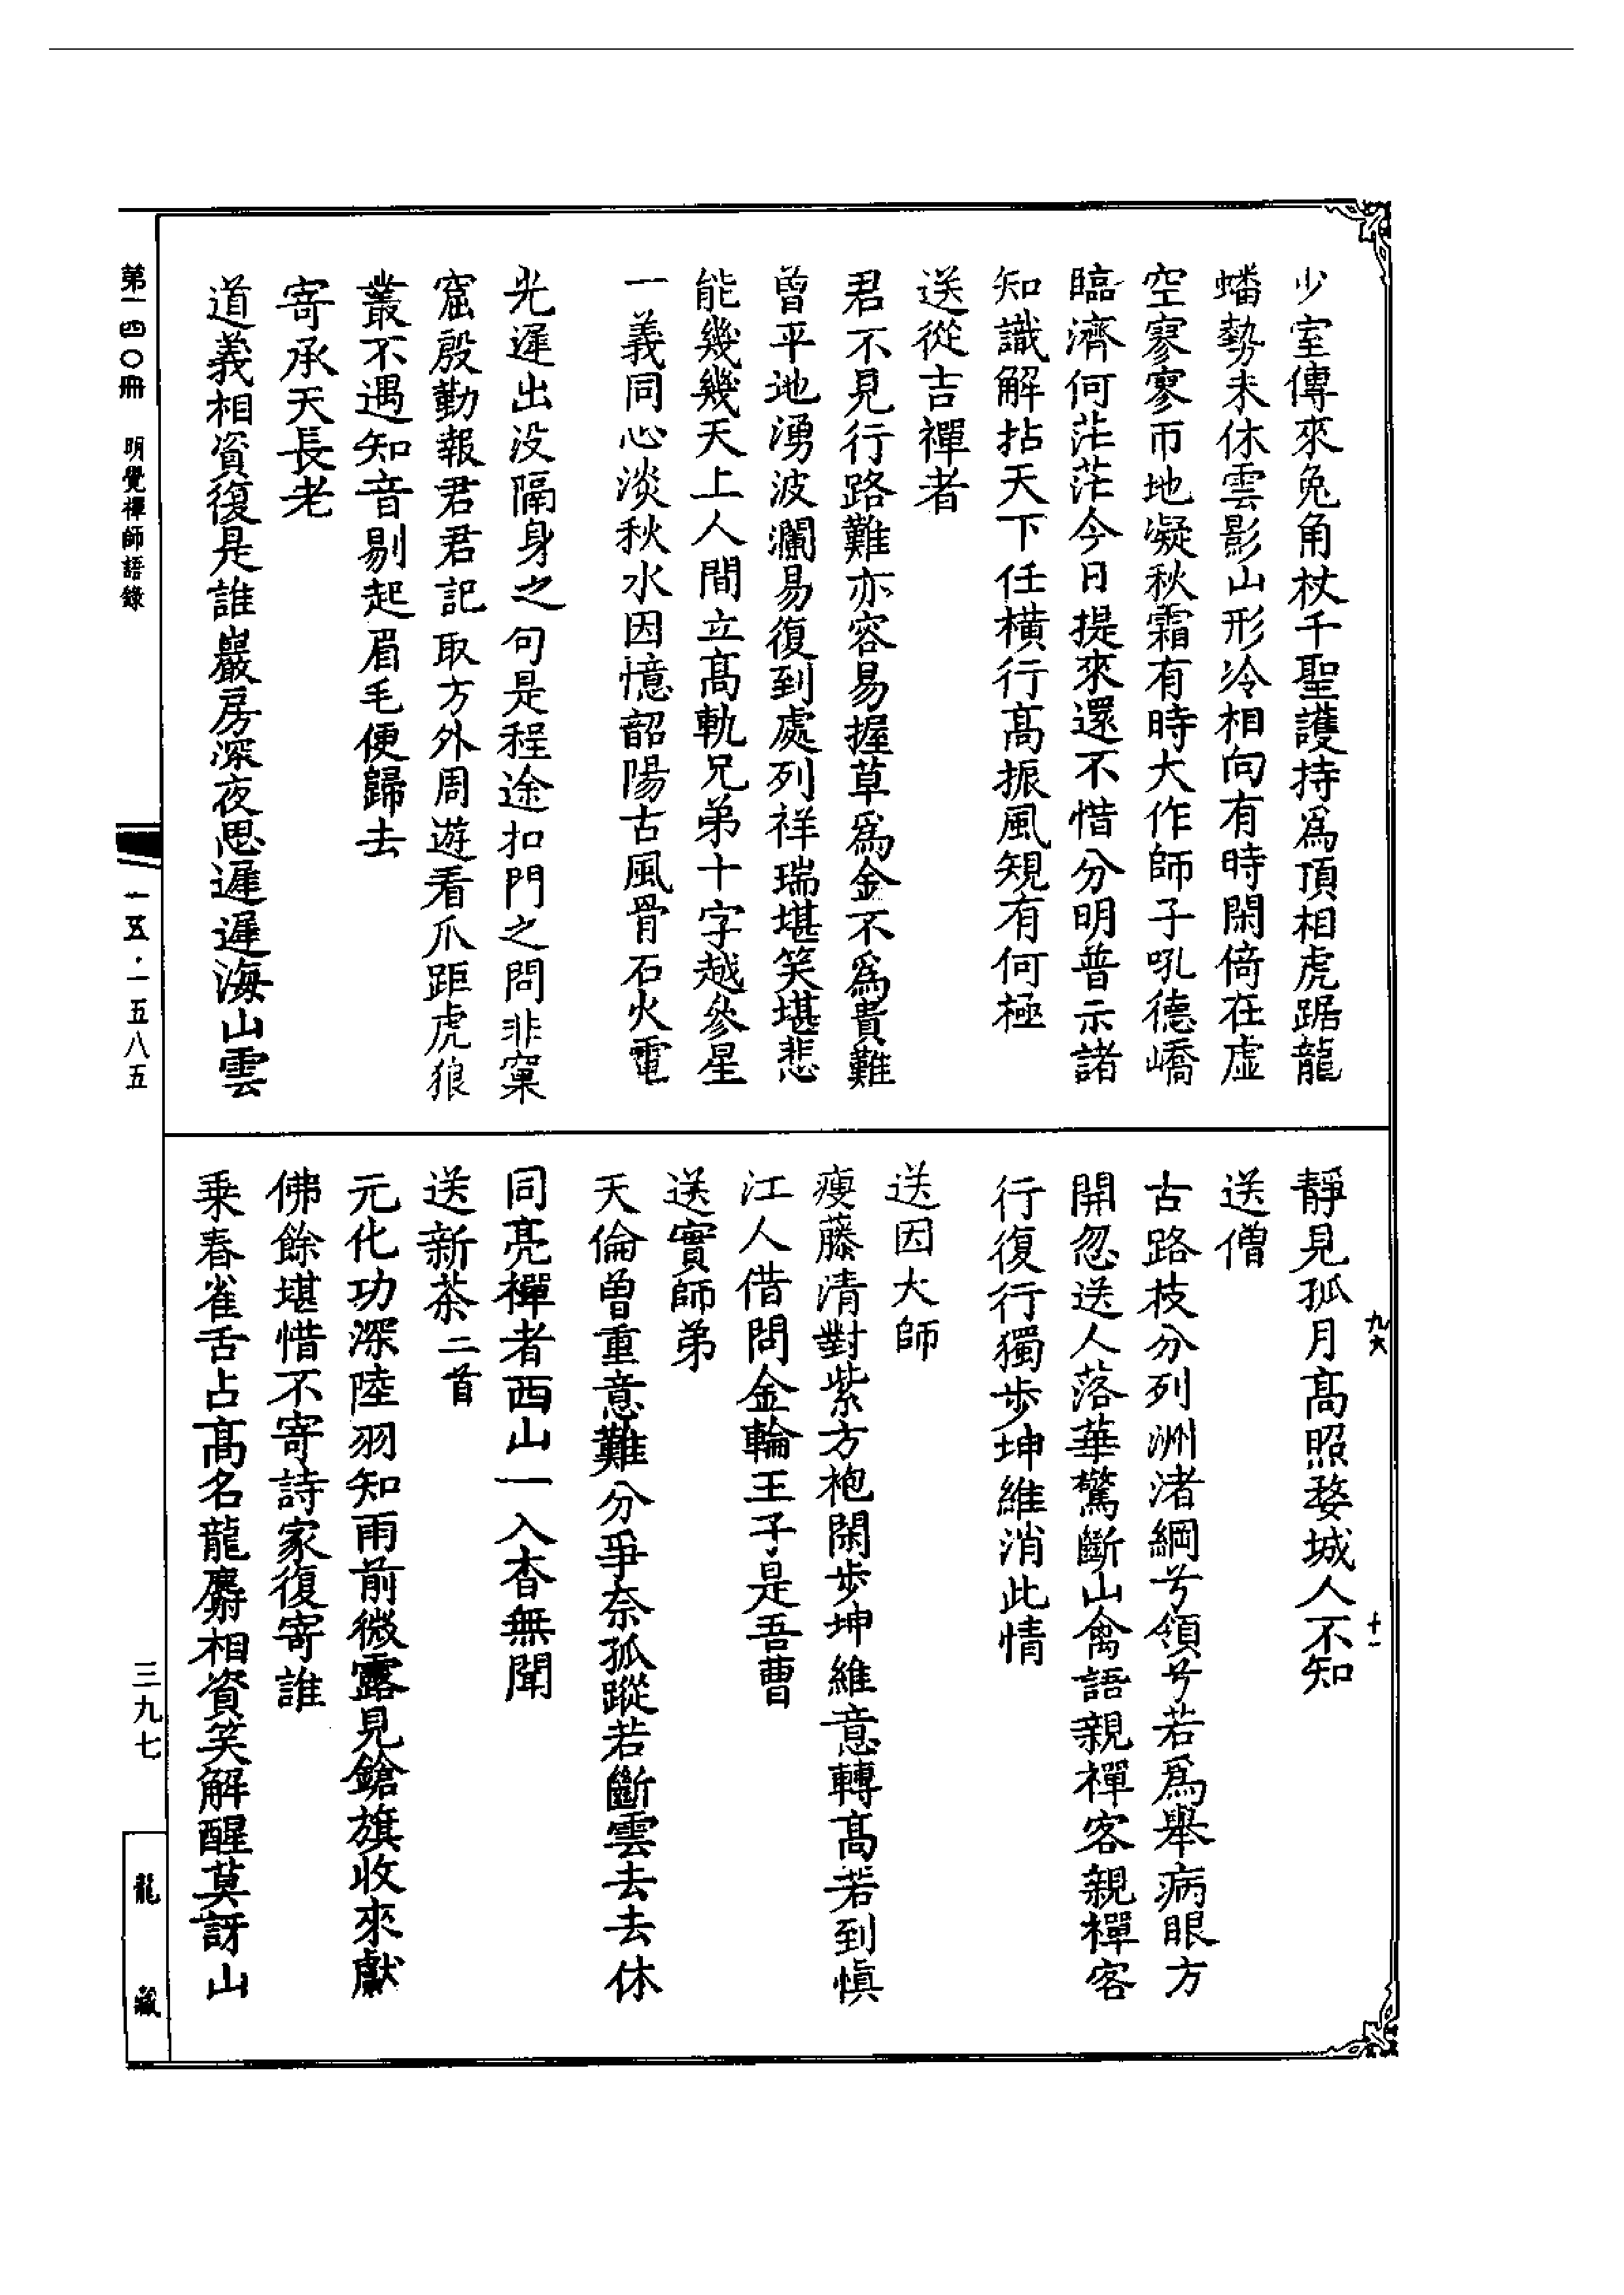 少室傳來兔角杖千聖護持爲頂相虎踞龍
蟠勢未休雲影山形冷相向有時閑倚在虛
空寥寥帀地凝秋霜有時大作師子吼德嶠
臨濟何茫茫今日提來還不惜分明普示諸
知識解拈天下任橫行高振風規有何極
送從吉禪者
君不見行路難亦容易握草爲金不爲貴難
曾平地湧波瀾易復到處列祥瑞堪笑堪悲
能幾幾天上人間立高軌兄弟十字越參星
一義同心淡秋水因憶韶陽古風骨石火電
光遲出没隔身之句是程途扣門之問非窠
窟殷勤報君君記取方外周遊看爪距虎狼
叢不遇知音剔起眉毛便歸去
寄承天長老
道義相資復是誰巖房深夜思遲遲海山雲
靜見孤月高照婺城人不知
送僧
古路枝分列洲渚綱兮領兮若爲舉病眼方
開忽送人落華驚斷山禽語親禪客親禪客
行復行獨步坤維消此情
送因大師
瘦藤清對紫方袍閑步坤維意轉高若到慎
江人借問金輪王子是吾曹
送實師弟
天倫曾重意難分爭奈孤蹤若斷雲去去休
同亮禪者西山一入杳無聞
送新茶二首
元化功深陸羽知雨前微露見鎗旗收來獻
佛餘堪惜不寄詩家復寄誰
乘春雀舌占高名龍麝相資笑解醒莫訝山
九六
十一
第一四〇冊 明覺禪師語錄
一五·一五八五
三九七
龍藏